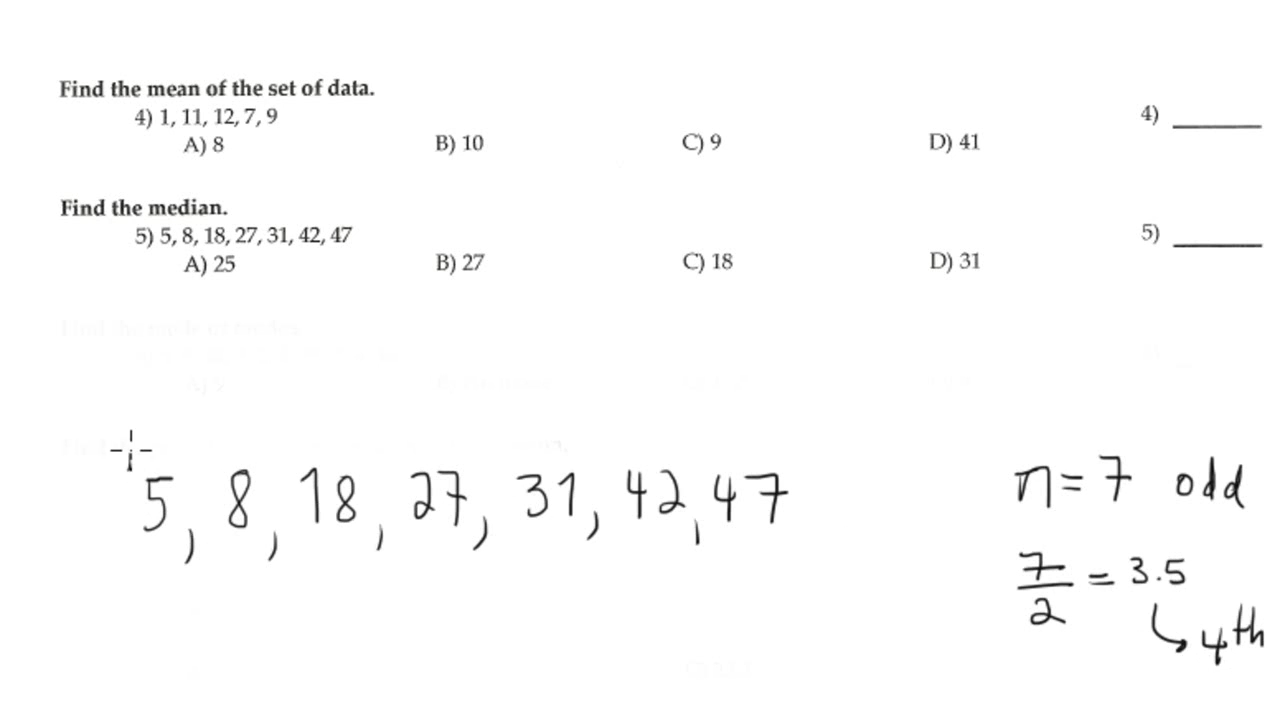 Find the mean of the set of data.
4) 1, 11, 12, 7, 9
4) ______
A) 8 B) 10 C) 9 D) 41
Find the median.
5) 5, 8, 18, 27, 31, 42, 47
5) ______
A) 25 B) 27 C) 18 D) 31
5, 8, 18, 27, 31, 42, 47
n = 7 odd
7/2 = 3.5
4th